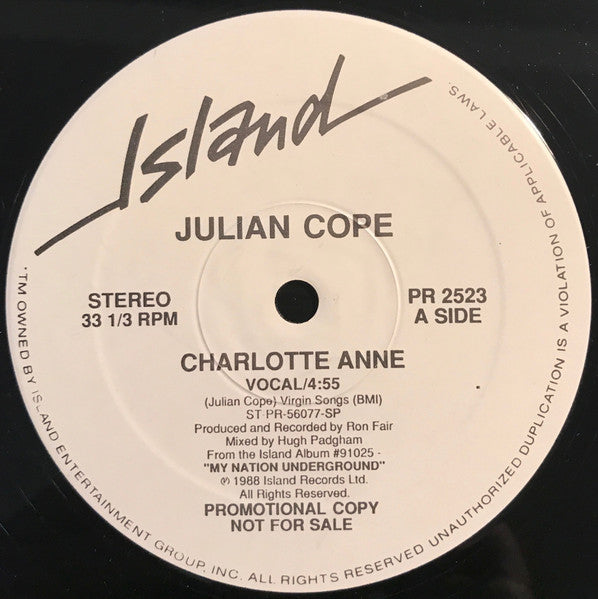 Island
JULIAN COPE
STEREO
33 1/3 RPM
PR 2523
A SIDE
CHARLOTTE ANNE
VOCAL/4:55
(Julian Cope) Virgin Songs (BMI)
ST-PR-56077-SP
Produced and Recorded by Ron Fair
Mixed by Hugh Padgham
From the Island Album #91025 -
"MY NATION UNDERGROUND"
℗ 1988 Island Records Ltd.
All Rights Reserved.
PROMOTIONAL COPY
NOT FOR SALE
*TM OWNED BY ISLAND ENTERTAINMENT GROUP, INC. ALL RIGHTS RESERVED UNAUTHORIZED DUPLICATION IS A VIOLATION OF APPLICABLE LAWS.